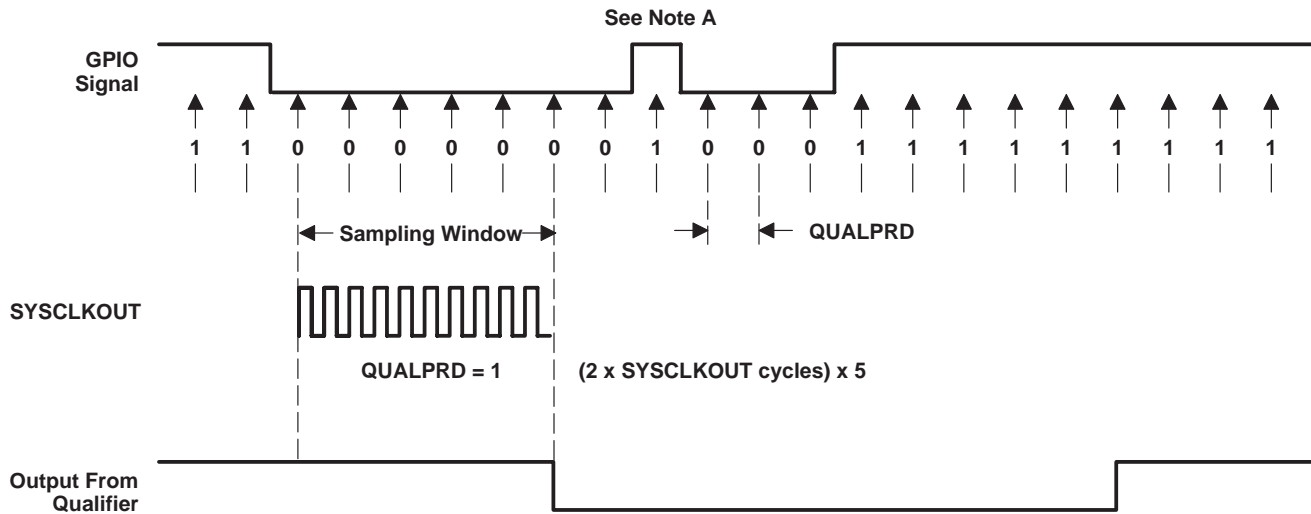 See Note A
GPIO
Signal
1 1 0 0 0 0 0 0 0 1 0 0 0 1 1 1 1 1 1 1 1 1
Sampling Window
QUALPRD
SYSCLKOUT
QUALPRD = 1
(2 x SYSCLKOUT cycles) x 5
Output From
Qualifier